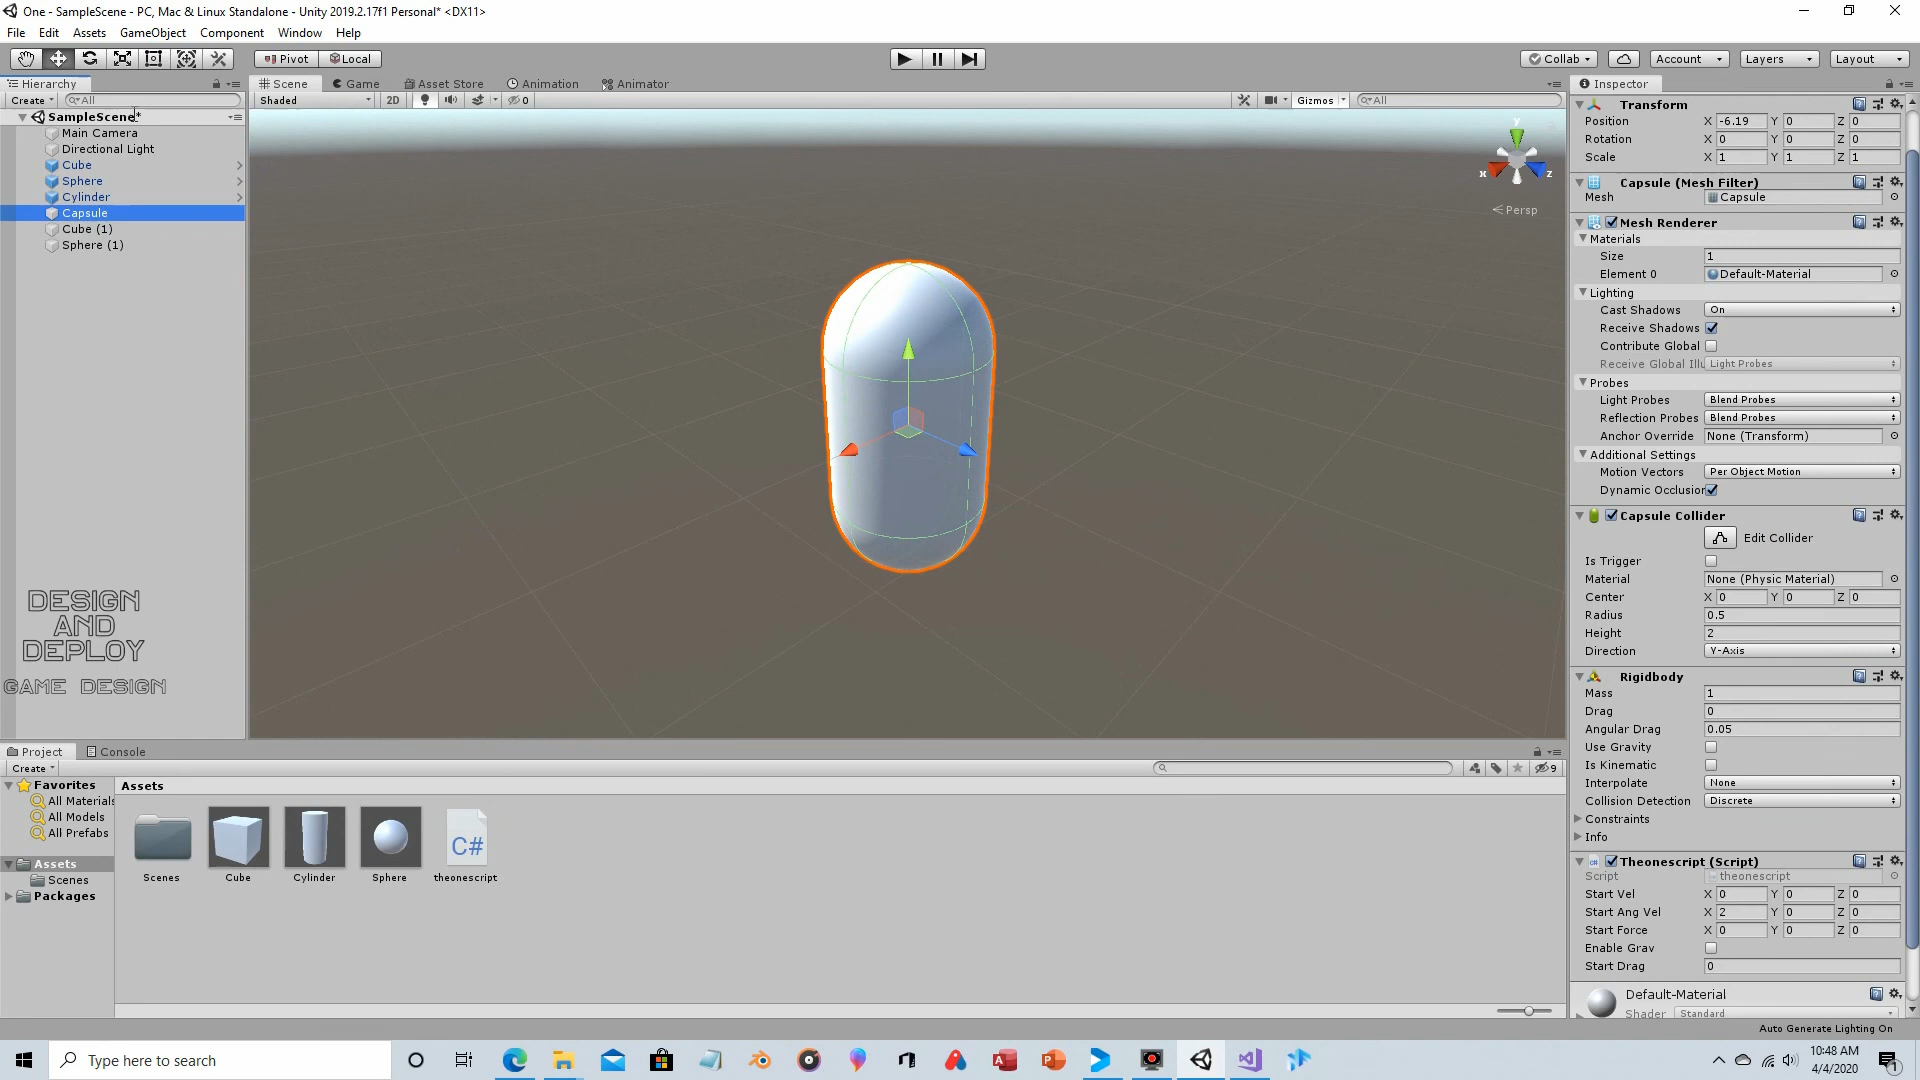 One - SampleScene - PC, Mac & Linux Standalone - Unity 2019.2.17f1 Personal* <DX11>
File Edit Assets GameObject Component Window Help
Pivot Local Collab Account Layers Layout
Hierarchy Scene Game Asset Store Animation Animator Inspector
Create All Shaded 2D 0 Gizmos All
SampleScene*
Main Camera
Directional Light
Cube
Sphere
Cylinder
Capsule
Cube (1)
Sphere (1)
DESIGN
AND
DEPLOY
GAME DESIGN
y
x z
Persp
Transform
Position X -6.19 Y 0 Z 0
Rotation X 0 Y 0 Z 0
Scale X 1 Y 1 Z 1
Capsule (Mesh Filter)
Mesh Capsule
Mesh Renderer
Materials
Size 1
Element 0 Default-Material
Lighting
Cast Shadows On
Receive Shadows
Contribute Global
Receive Global Illu Light Probes
Probes
Light Probes Blend Probes
Reflection Probes Blend Probes
Anchor Override None (Transform)
Additional Settings
Motion Vectors Per Object Motion
Dynamic Occlusion
Capsule Collider
Edit Collider
Is Trigger
Material None (Physic Material)
Center X 0 Y 0 Z 0
Radius 0.5
Height 2
Direction Y-Axis
Rigidbody
Mass 1
Drag 0
Angular Drag 0.05
Use Gravity
Is Kinematic
Interpolate None
Collision Detection Discrete
Constraints
Info
Theonescript (Script)
Script theonescript
Start Vel X 0 Y 0 Z 0
Start Ang Vel X 2 Y 0 Z 0
Start Force X 0 Y 0 Z 0
Enable Grav
Start Drag 0
Default-Material
Shader Standard
Project Console
Create 9
Favorites
All Materials
All Models
All Prefabs
Assets
Scenes
Packages
Assets
Scenes Cube Cylinder Sphere theonescript
C#
Auto Generate Lighting On
Type here to search
10:48 AM
4/4/2020
1